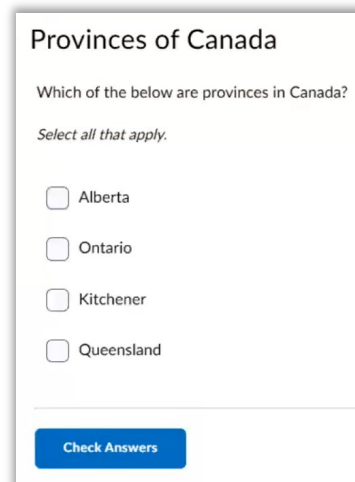 Provinces of Canada
Which of the below are provinces in Canada?
Select all that apply.
Alberta
Ontario
Kitchener
Queensland
Check Answers